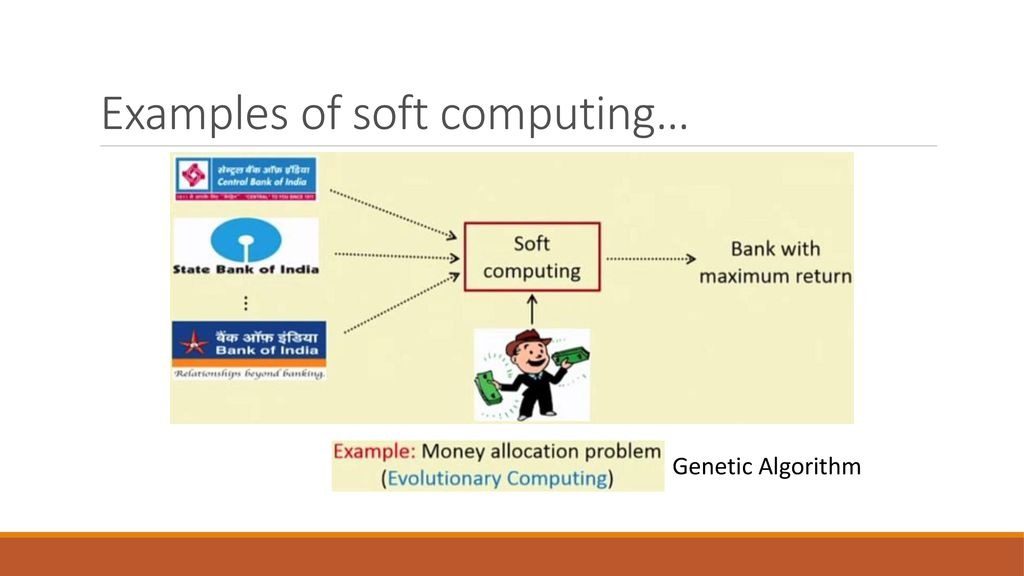 Examples of soft computing...
सेन्ट्रल बैंक ऑफ़ इंडिया
Central Bank of India
"CENTRAL" TO YOU SINCE 1911
State Bank of India
⋮
बैंक ऑफ़ इंडिया
Bank of India
Relationships beyond banking.
Soft
computing
Bank with
maximum return
Example: Money allocation problem
(Evolutionary Computing)
Genetic Algorithm